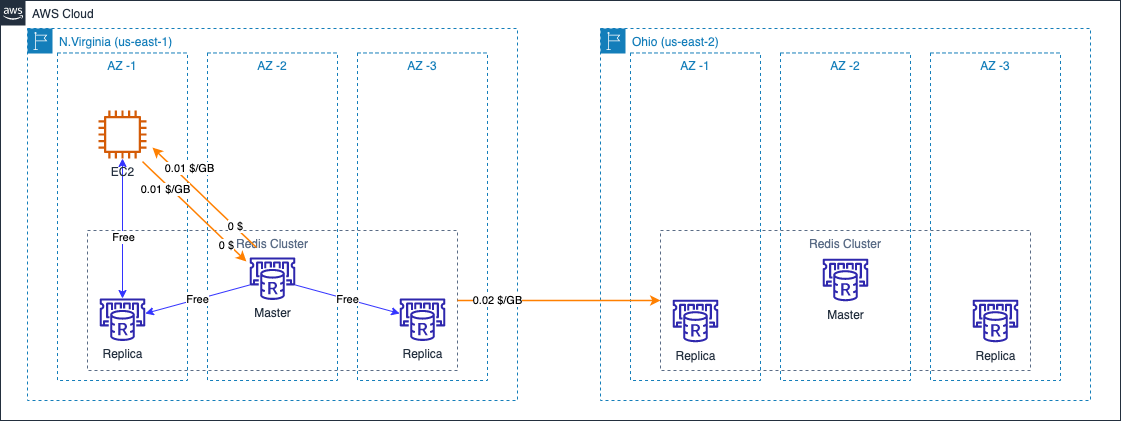 aws
AWS Cloud
N.Virginia (us-east-1)
Ohio (us-east-2)
AZ -1
AZ -2
AZ -3
AZ -1
AZ -2
AZ -3
EC2
0.01 $/GB
0.01 $/GB
0 $
0 $
Free
Redis Cluster
Redis Cluster
R
Master
R
Master
Free
Free
0.02 $/GB
R
Replica
R
Replica
R
Replica
R
Replica